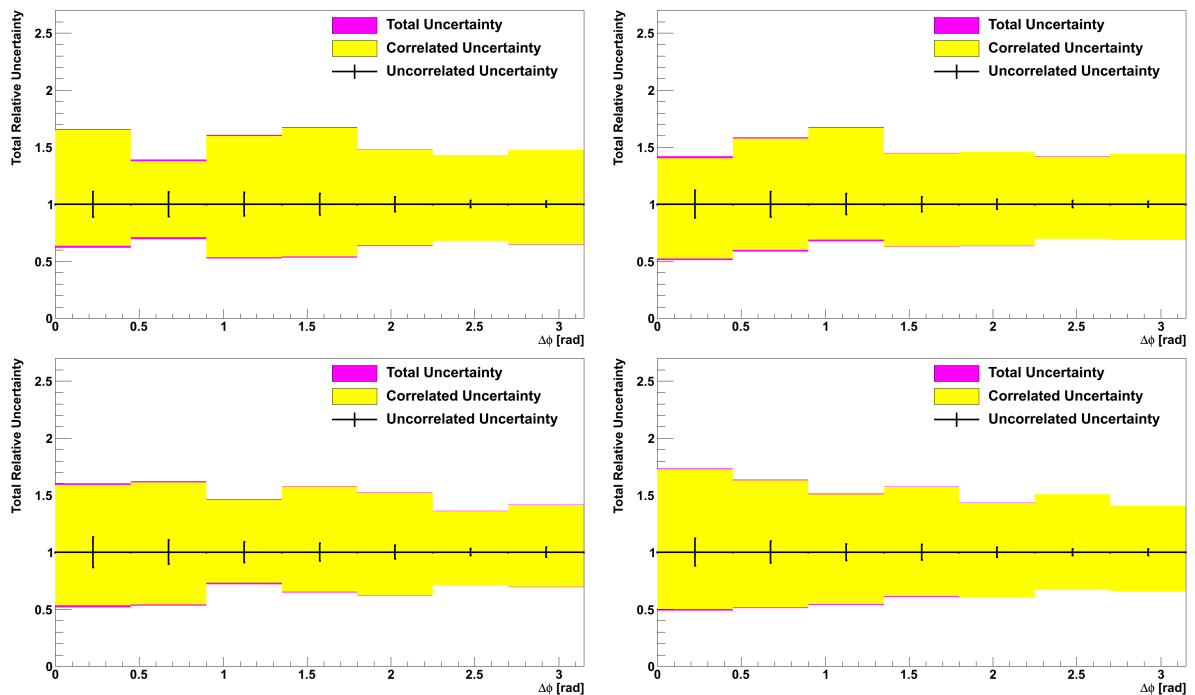 Total Relative Uncertainty
2.5
2
1.5
1
0.5
0
Total Uncertainty
Correlated Uncertainty
Uncorrelated Uncertainty
0 0.5 1 1.5 2 2.5 3
Δϕ [rad]
Total Relative Uncertainty
2.5
2
1.5
1
0.5
0
Total Uncertainty
Correlated Uncertainty
Uncorrelated Uncertainty
0 0.5 1 1.5 2 2.5 3
Δϕ [rad]
Total Relative Uncertainty
2.5
2
1.5
1
0.5
0
Total Uncertainty
Correlated Uncertainty
Uncorrelated Uncertainty
0 0.5 1 1.5 2 2.5 3
Δϕ [rad]
Total Relative Uncertainty
2.5
2
1.5
1
0.5
0
Total Uncertainty
Correlated Uncertainty
Uncorrelated Uncertainty
0 0.5 1 1.5 2 2.5 3
Δϕ [rad]